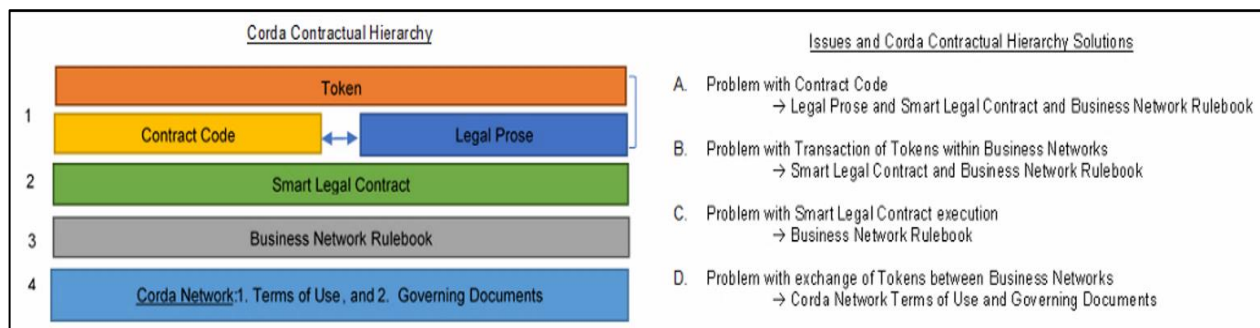 Corda Contractual Hierarchy
1
Token
Contract Code
Legal Prose
2
Smart Legal Contract
3
Business Network Rulebook
4
Corda Network:1. Terms of Use, and 2. Governing Documents
Issues and Corda Contractual Hierarchy Solutions
A. Problem with Contract Code
→ Legal Prose and Smart Legal Contract and Business Network Rulebook
B. Problem with Transaction of Tokens within Business Networks
→ Smart Legal Contract and Business Network Rulebook
C. Problem with Smart Legal Contract execution
→ Business Network Rulebook
D. Problem with exchange of Tokens between Business Networks
→ Corda Network Terms of Use and Governing Documents